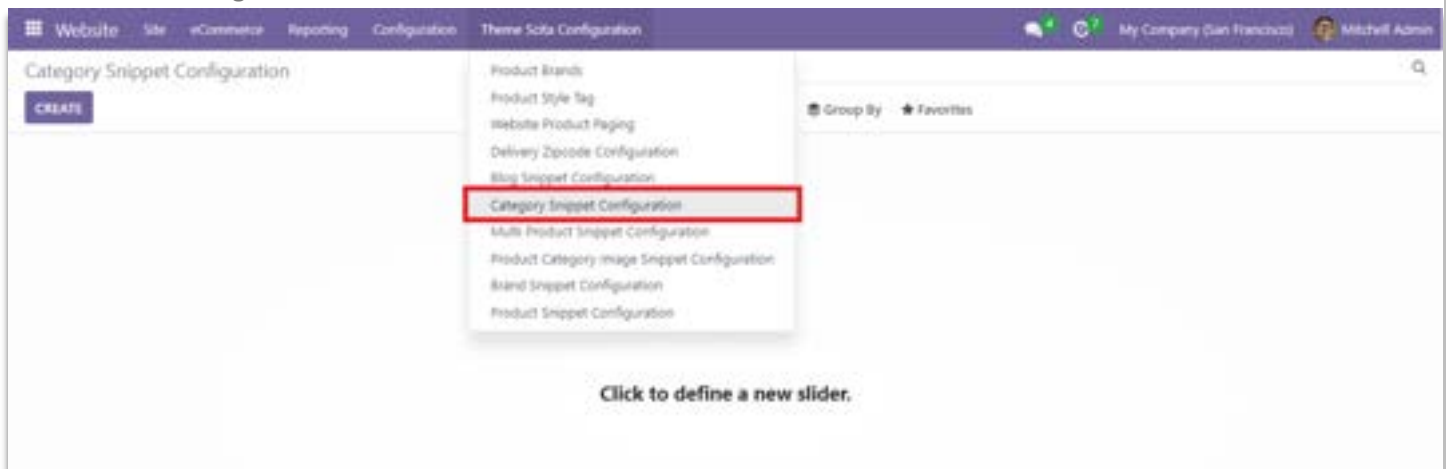 Website Site eCommerce Reporting Configuration Theme Scita Configuration 4 7 My Company (San Francisco) Mitchell Admin
Category Snippet Configuration
CREATE
Group By Favorites
Product Brands
Product Style Tag
Website Product Paging
Delivery Zipcode Configuration
Blog Snippet Configuration
Category Snippet Configuration
Multi Product Snippet Configuration
Product Category Image Snippet Configuration
Brand Snippet Configuration
Product Snippet Configuration
Click to define a new slider.